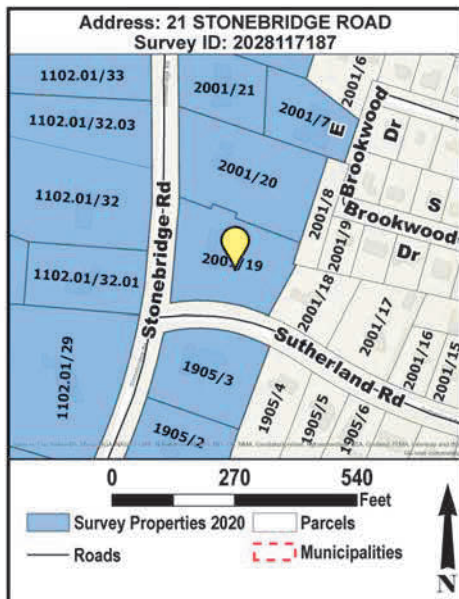 Address: 21 STONEBRIDGE ROAD
Survey ID: 2028117187
1102.01/33
2001/21
2001/6
2001/7
E
Brookwood
Dr
1102.01/32.03
2001/20
2001/8
S
Brookwood
Dr
1102.01/32
2001/9
Stonebridge-Rd
2001/19
2001/18
2001/17
1102.01/32.01
2001/16
2001/15
Sutherland-Rd
1102.01/29
1905/3
1905/4
1905/5
1905/6
1905/2
0 270 540
Feet
Survey Properties 2020
Parcels
Roads
Municipalities
N